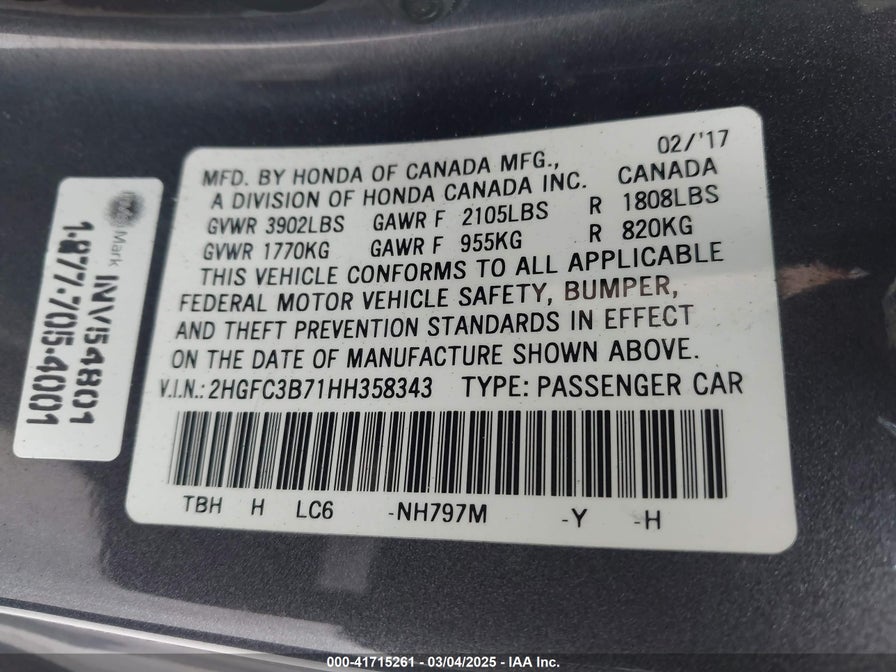 MFD. BY HONDA OF CANADA MFG., 02/'17
A DIVISION OF HONDA CANADA INC. CANADA
GVWR 3902LBS GAWR F 2105LBS R 1808LBS
GVWR 1770KG GAWR F 955KG R 820KG
THIS VEHICLE CONFORMS TO ALL APPLICABLE
FEDERAL MOTOR VEHICLE SAFETY, BUMPER,
AND THEFT PREVENTION STANDARDS IN EFFECT
ON THE DATE OF MANUFACTURE SHOWN ABOVE.
V.I.N.: 2HGFC3B71HH358343 TYPE: PASSENGER CAR
TBH H LC6 -NH797M -Y -H
Mark INV54801
1-877-705-4001
000-41715261 - 03/04/2025 - IAA Inc.